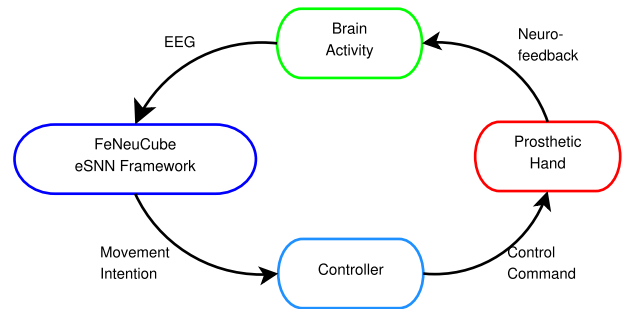 Brain
Activity
EEG
Neuro-
feedback
FeNeuCube
eSNN Framework
Prosthetic
Hand
Movement
Intention
Controller
Control
Command